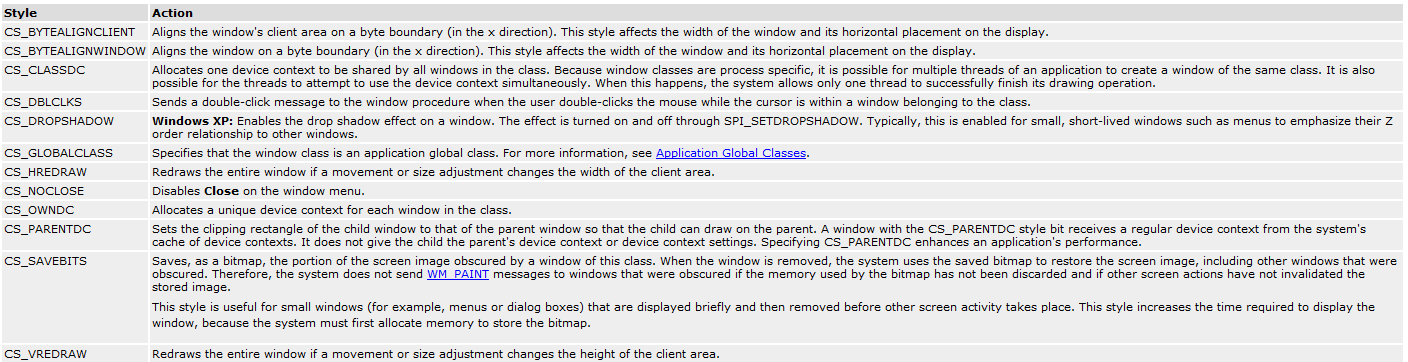 Style Action
CS_BYTEALIGNCLIENT Aligns the window's client area on a byte boundary (in the x direction). This style affects the width of the window and its horizontal placement on the display.
CS_BYTEALIGNWINDOW Aligns the window on a byte boundary (in the x direction). This style affects the width of the window and its horizontal placement on the display.
CS_CLASSDC Allocates one device context to be shared by all windows in the class. Because window classes are process specific, it is possible for multiple threads of an application to create a window of the same class. It is also
possible for the threads to attempt to use the device context simultaneously. When this happens, the system allows only one thread to successfully finish its drawing operation.
CS_DBLCLKS Sends a double-click message to the window procedure when the user double-clicks the mouse while the cursor is within a window belonging to the class.
CS_DROPSHADOW Windows XP: Enables the drop shadow effect on a window. The effect is turned on and off through SPI_SETDROPSHADOW. Typically, this is enabled for small, short-lived windows such as menus to emphasize their Z
order relationship to other windows.
CS_GLOBALCLASS Specifies that the window class is an application global class. For more information, see Application Global Classes.
CS_HREDRAW Redraws the entire window if a movement or size adjustment changes the width of the client area.
CS_NOCLOSE Disables Close on the window menu.
CS_OWNDC Allocates a unique device context for each window in the class.
CS_PARENTDC Sets the clipping rectangle of the child window to that of the parent window so that the child can draw on the parent. A window with the CS_PARENTDC style bit receives a regular device context from the system's
cache of device contexts. It does not give the child the parent's device context or device context settings. Specifying CS_PARENTDC enhances an application's performance.
CS_SAVEBITS Saves, as a bitmap, the portion of the screen image obscured by a window of this class. When the window is removed, the system uses the saved bitmap to restore the screen image, including other windows that were
obscured. Therefore, the system does not send WM_PAINT messages to windows that were obscured if the memory used by the bitmap has not been discarded and if other screen actions have not invalidated the
stored image.
This style is useful for small windows (for example, menus or dialog boxes) that are displayed briefly and then removed before other screen activity takes place. This style increases the time required to display the
window, because the system must first allocate memory to store the bitmap.
CS_VREDRAW Redraws the entire window if a movement or size adjustment changes the height of the client area.